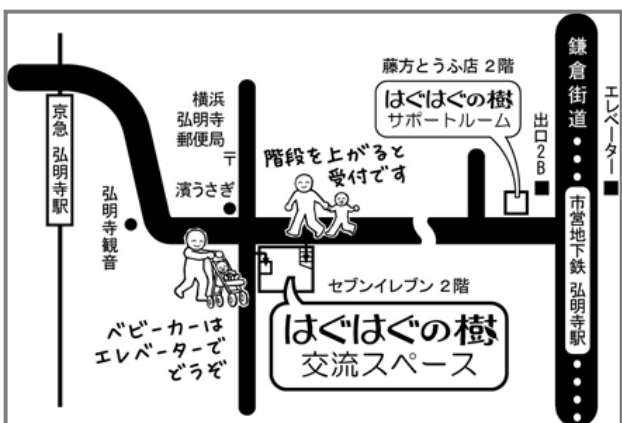 藤方とうふ店 2階
はぐはぐの樹
サポートルーム
鎌倉街道
エレベーター
出口2B
市営地下鉄 弘明寺駅
京急 弘明寺駅
横浜
弘明寺
郵便局
〒
階段を上がると
受付です
濱うさぎ
弘明寺観音
セブンイレブン 2階
はぐはぐの樹
交流スペース
ベビーカーは
エレベーターで
どうぞ